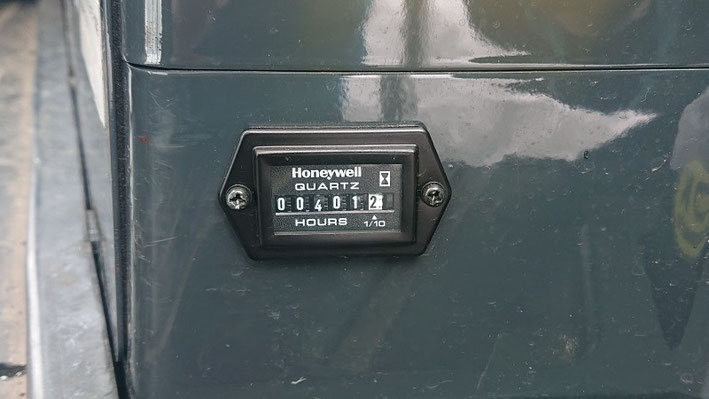 Honeywell
QUARTZ
004012
HOURS 1/10